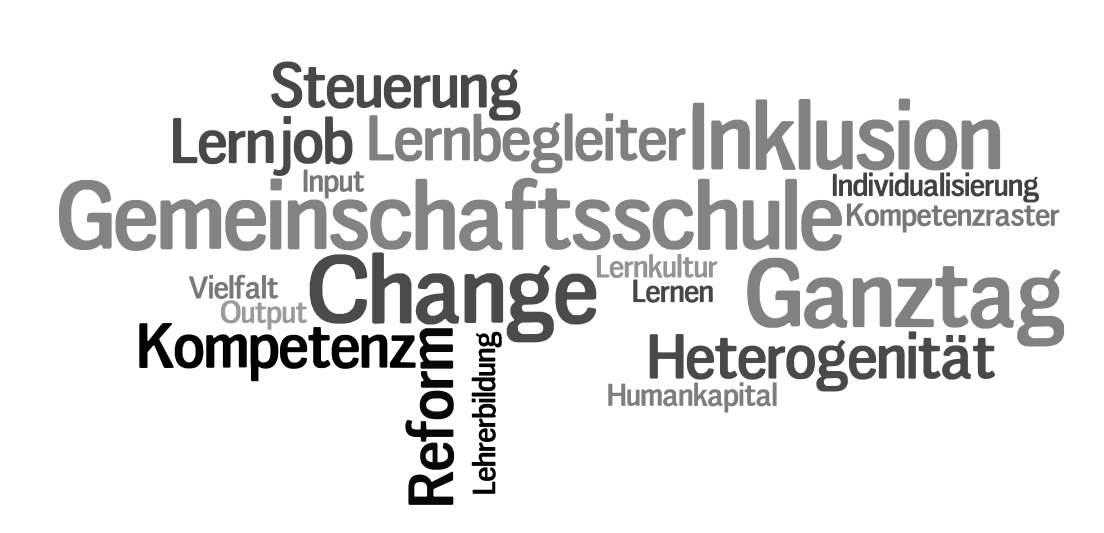 Steuerung
Lernjob Lernbegleiter Inklusion
Input Individualisierung
Gemeinschaftsschule Kompetenzraster
Vielfalt Change Lernkultur Ganztag
Output Lernen
Kompetenz Heterogenität
Humankapital
Reform
Lehrerbildung